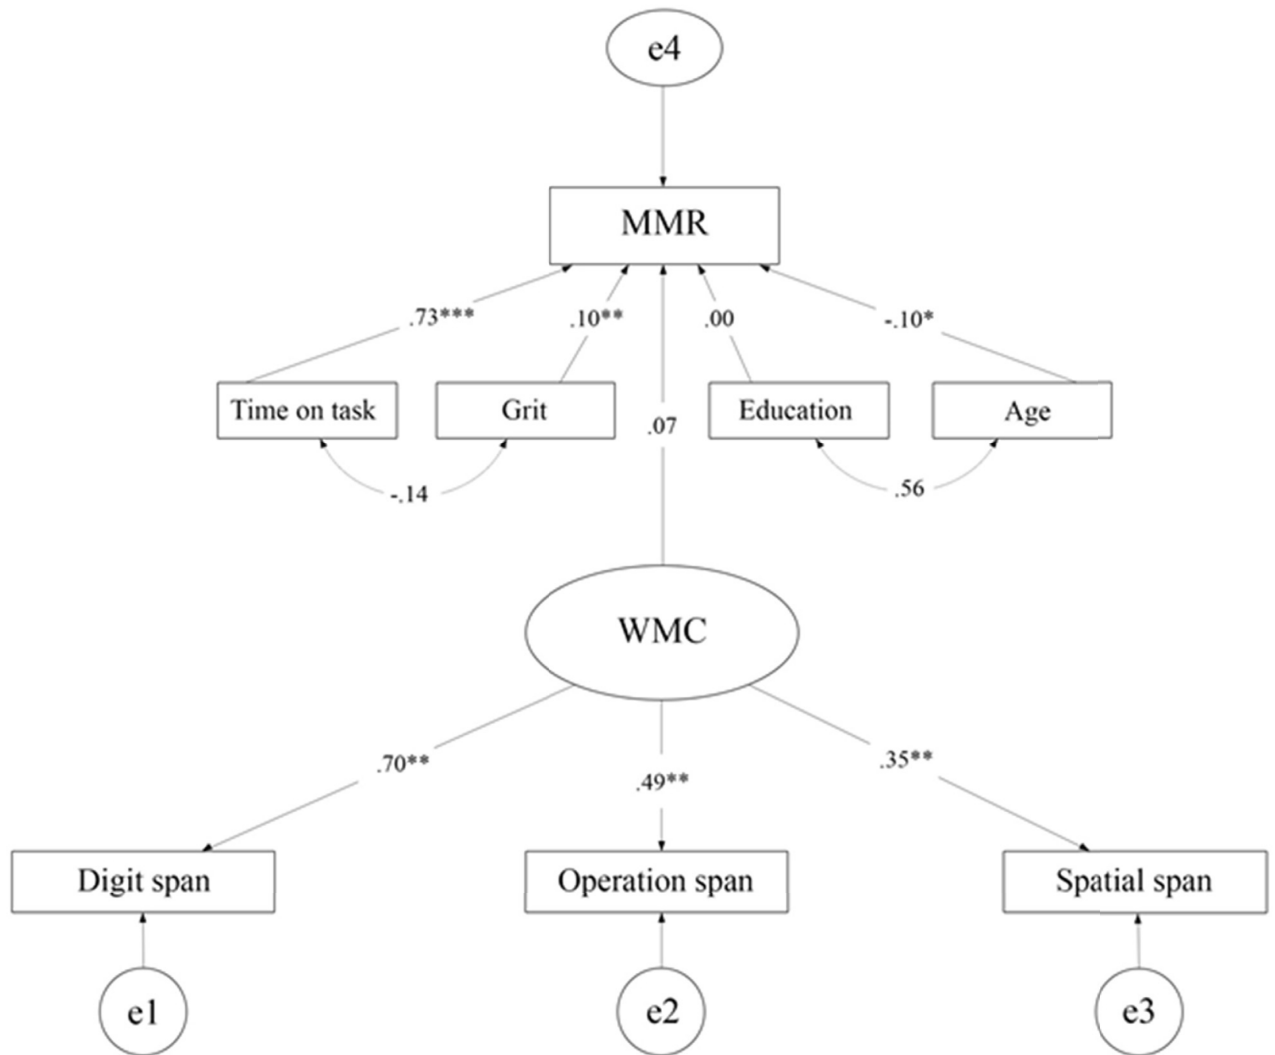 e4
MMR
.73***
.10**
.00
-.10*
Time on task
Grit
Education
Age
.07
-.14
.56
WMC
.70**
.49**
.35**
Digit span
Operation span
Spatial span
e1
e2
e3